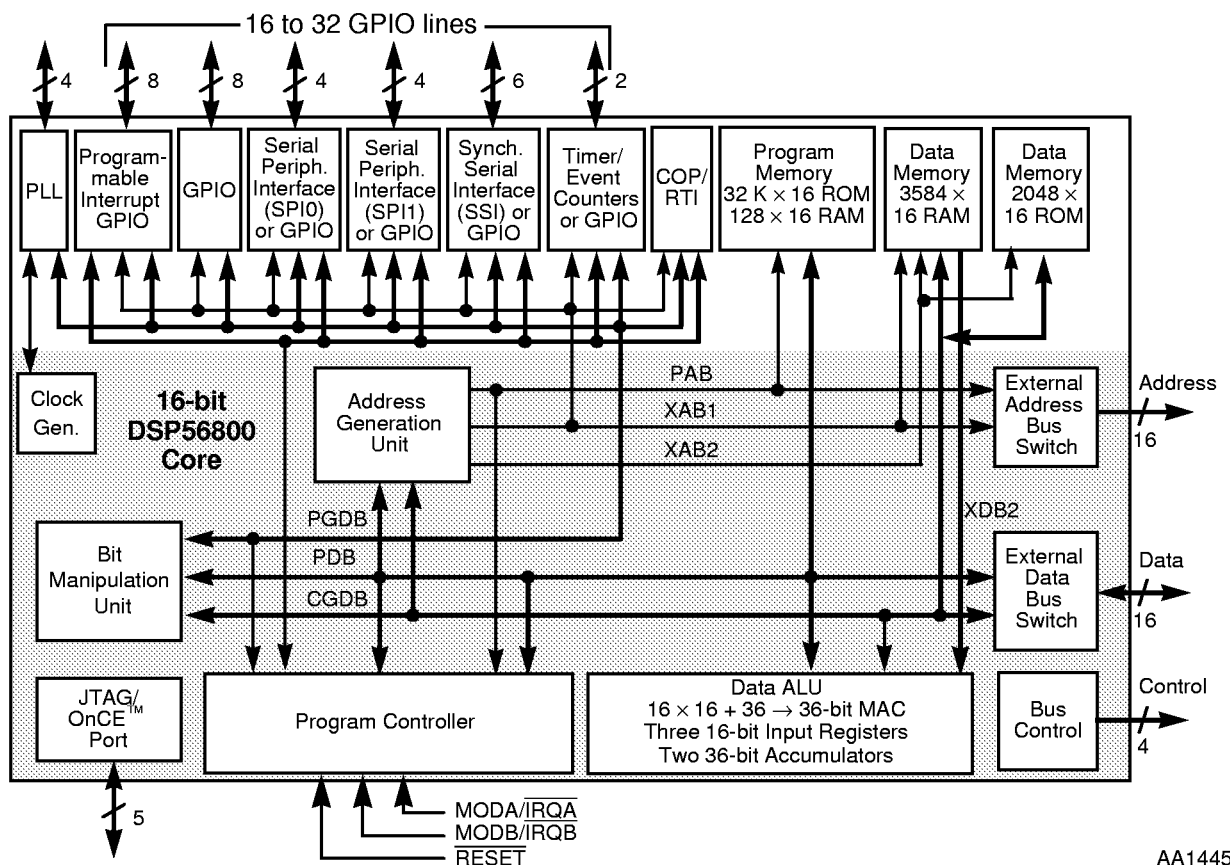 16 to 32 GPIO lines
4
8
8
4
4
6
2
PLL
Program-
mable
Interrupt
GPIO
GPIO
Serial
Periph.
Interface
(SPI0)
or GPIO
Serial
Periph.
Interface
(SPI1)
or GPIO
Synch.
Serial
Interface
(SSI) or
GPIO
Timer/
Event
Counters
or GPIO
COP/
RTI
Program
Memory
32 K × 16 ROM
128 × 16 RAM
Data
Memory
3584 ×
16 RAM
Data
Memory
2048 ×
16 ROM
Clock
Gen.
16-bit
DSP56800
Core
Address
Generation
Unit
PAB
XAB1
XAB2
External
Address
Bus
Switch
Address
16
XDB2
PGDB
PDB
CGDB
Bit
Manipulation
Unit
External
Data
Bus
Switch
Data
16
JTAG/
OnCE™
Port
5
Program Controller
Data ALU
16 × 16 + 36 → 36-bit MAC
Three 16-bit Input Registers
Two 36-bit Accumulators
Bus
Control
Control
4
MODA/IRQA
MODB/IRQB
RESET
AA1445